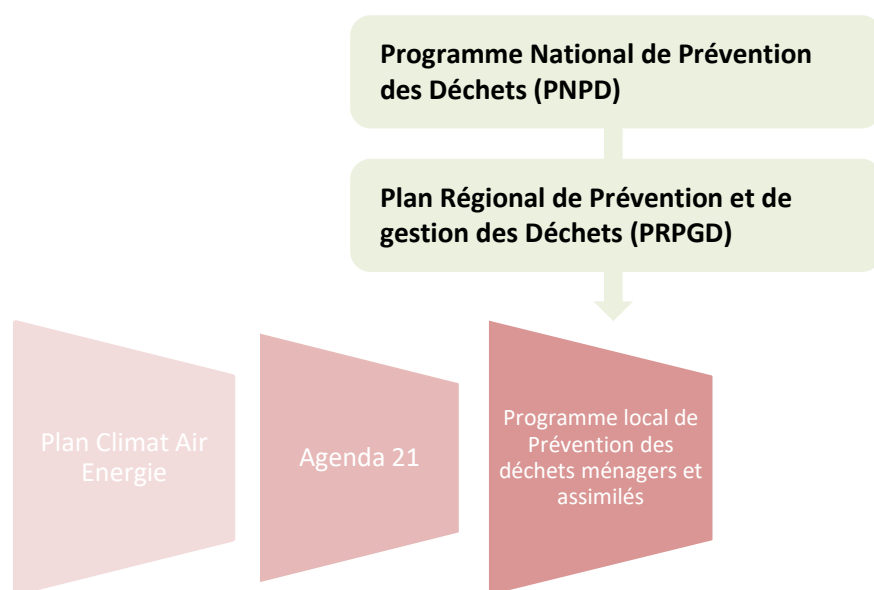 Programme National de Prévention
des Déchets (PNPD)
Plan Régional de Prévention et de
gestion des Déchets (PRPGD)
Plan Climat Air
Energie
Agenda 21
Programme local de
Prévention des
déchets ménagers et
assimilés